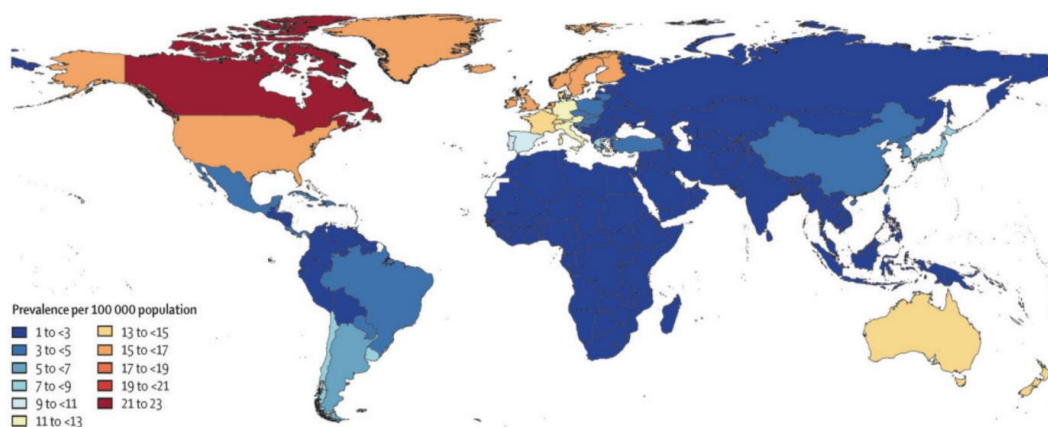 Prevalence per 100 000 population
1 to <3
3 to <5
5 to <7
7 to <9
9 to <11
11 to <13
13 to <15
15 to <17
17 to <19
19 to <21
21 to 23